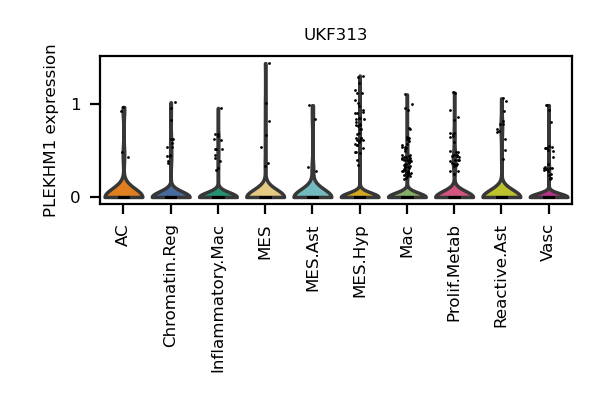 UKF313
PLEKHM1 expression
1
0
AC
Chromatin.Reg
Inflammatory.Mac
MES
MES.Ast
MES.Hyp
Mac
Prolif.Metab
Reactive.Ast
Vasc